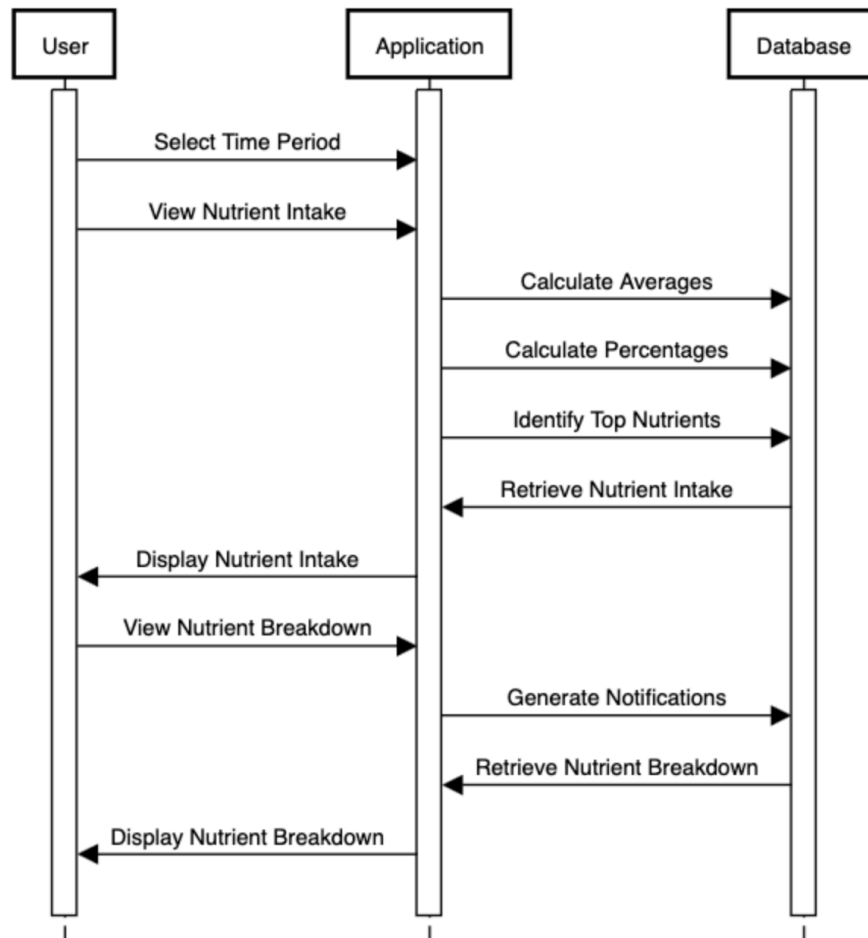 User
Application
Database
Select Time Period
View Nutrient Intake
Calculate Averages
Calculate Percentages
Identify Top Nutrients
Retrieve Nutrient Intake
Display Nutrient Intake
View Nutrient Breakdown
Generate Notifications
Retrieve Nutrient Breakdown
Display Nutrient Breakdown